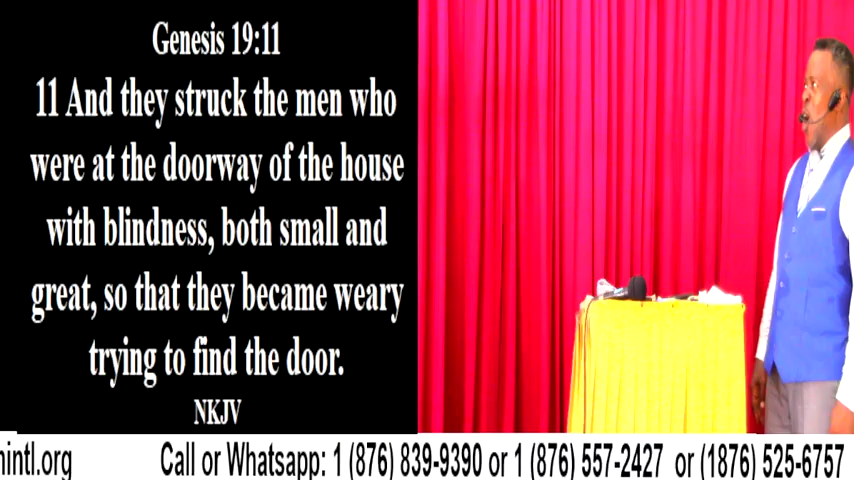 Genesis 19:11
11 And they struck the men who
were at the doorway of the house
with blindness, both small and
great, so that they became weary
trying to find the door.
NKJV
nintl.org Call or Whatsapp: 1 (876) 839-9390 or 1 (876) 557-2427 or (1876) 525-6757